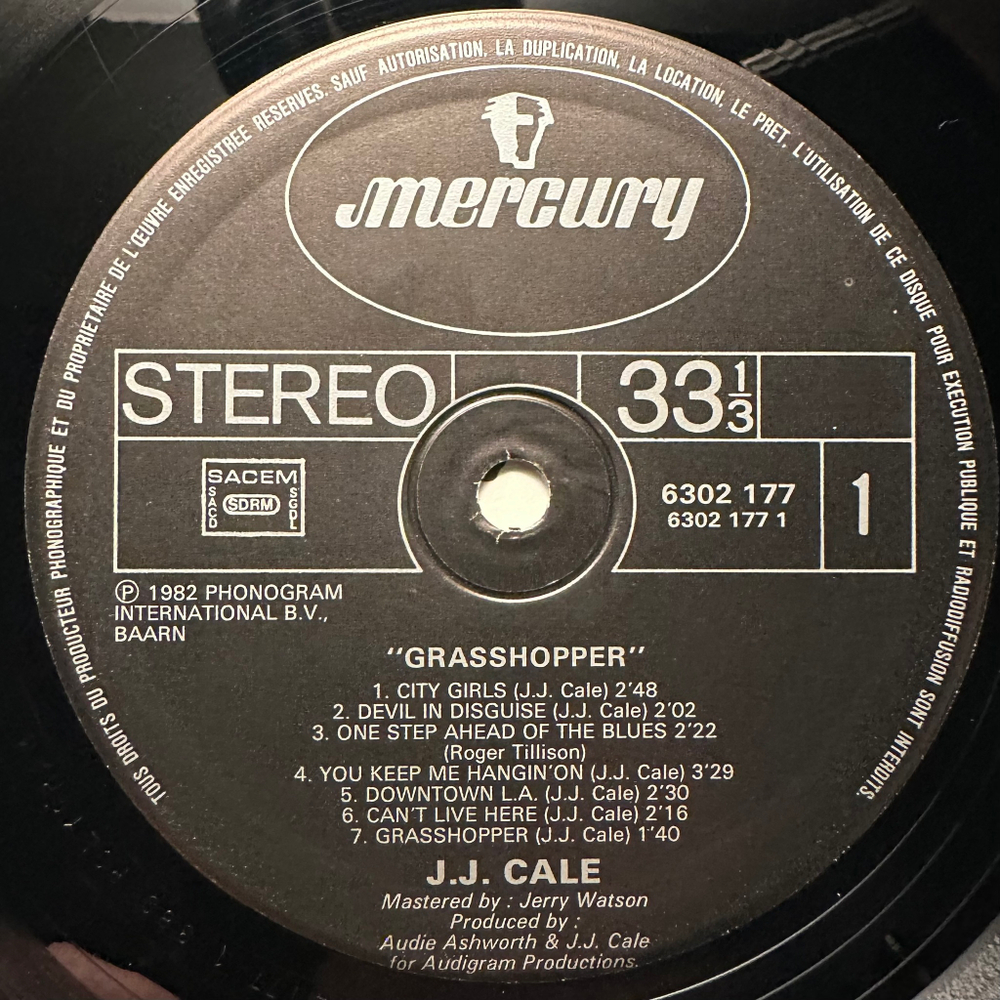 TOUS DROITS DU PRODUCTEUR PHONOGRAPHIQUE ET DU PROPRIETAIRE DE L'ŒUVRE ENREGISTREE RESERVES. SAUF AUTORISATION, LA DUPLICATION, LA LOCATION, LE PRET, L'UTILISATION DE CE DISQUE POUR EXECUTION PUBLIQUE ET RADIODIFFUSION SONT INTERDITS.
mercury
STEREO
33 1/3
SACEM
SACD
SDRM
SGDL
6302 177
6302 177 1
1
℗ 1982 PHONOGRAM
INTERNATIONAL B.V.,
BAARN
"GRASSHOPPER"
1. CITY GIRLS (J.J. Cale) 2'48
2. DEVIL IN DISGUISE (J.J. Cale) 2'02
3. ONE STEP AHEAD OF THE BLUES 2'22
(Roger Tillison)
4. YOU KEEP ME HANGIN'ON (J.J. Cale) 3'29
5. DOWNTOWN L.A. (J.J. Cale) 2'30
6. CAN'T LIVE HERE (J.J. Cale) 2'16
7. GRASSHOPPER (J.J. Cale) 1'40
J.J. CALE
Mastered by : Jerry Watson
Produced by :
Audie Ashworth & J.J. Cale
for Audigram Productions.